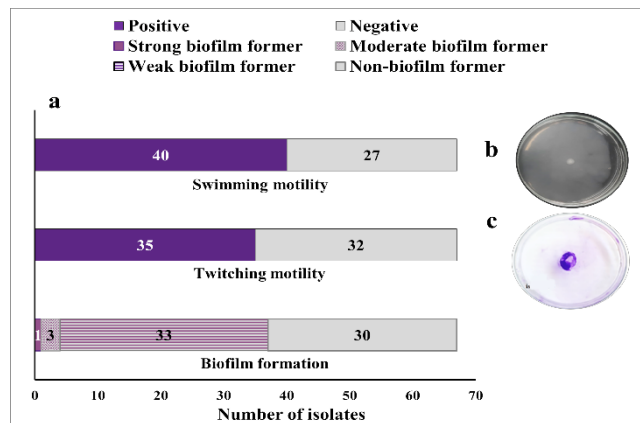 Positive Negative
Strong biofilm former Moderate biofilm former
Weak biofilm former Non-biofilm former
a
40 27
Swimming motility
b
35 32
Twitching motility
c
1 3 33 30
Biofilm formation
0 10 20 30 40 50 60 70
Number of isolates